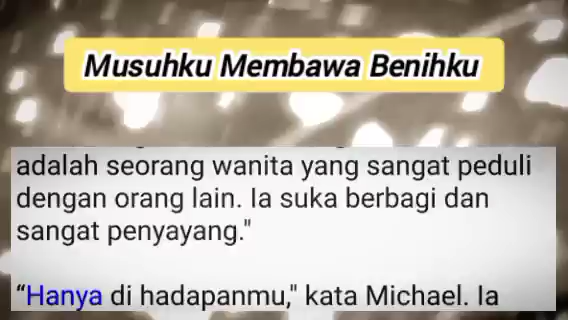 Musuhku Membawa Benihku
adalah seorang wanita yang sangat peduli
dengan orang lain. Ia suka berbagi dan
sangat penyayang."
“Hanya di hadapanmu," kata Michael. Ia